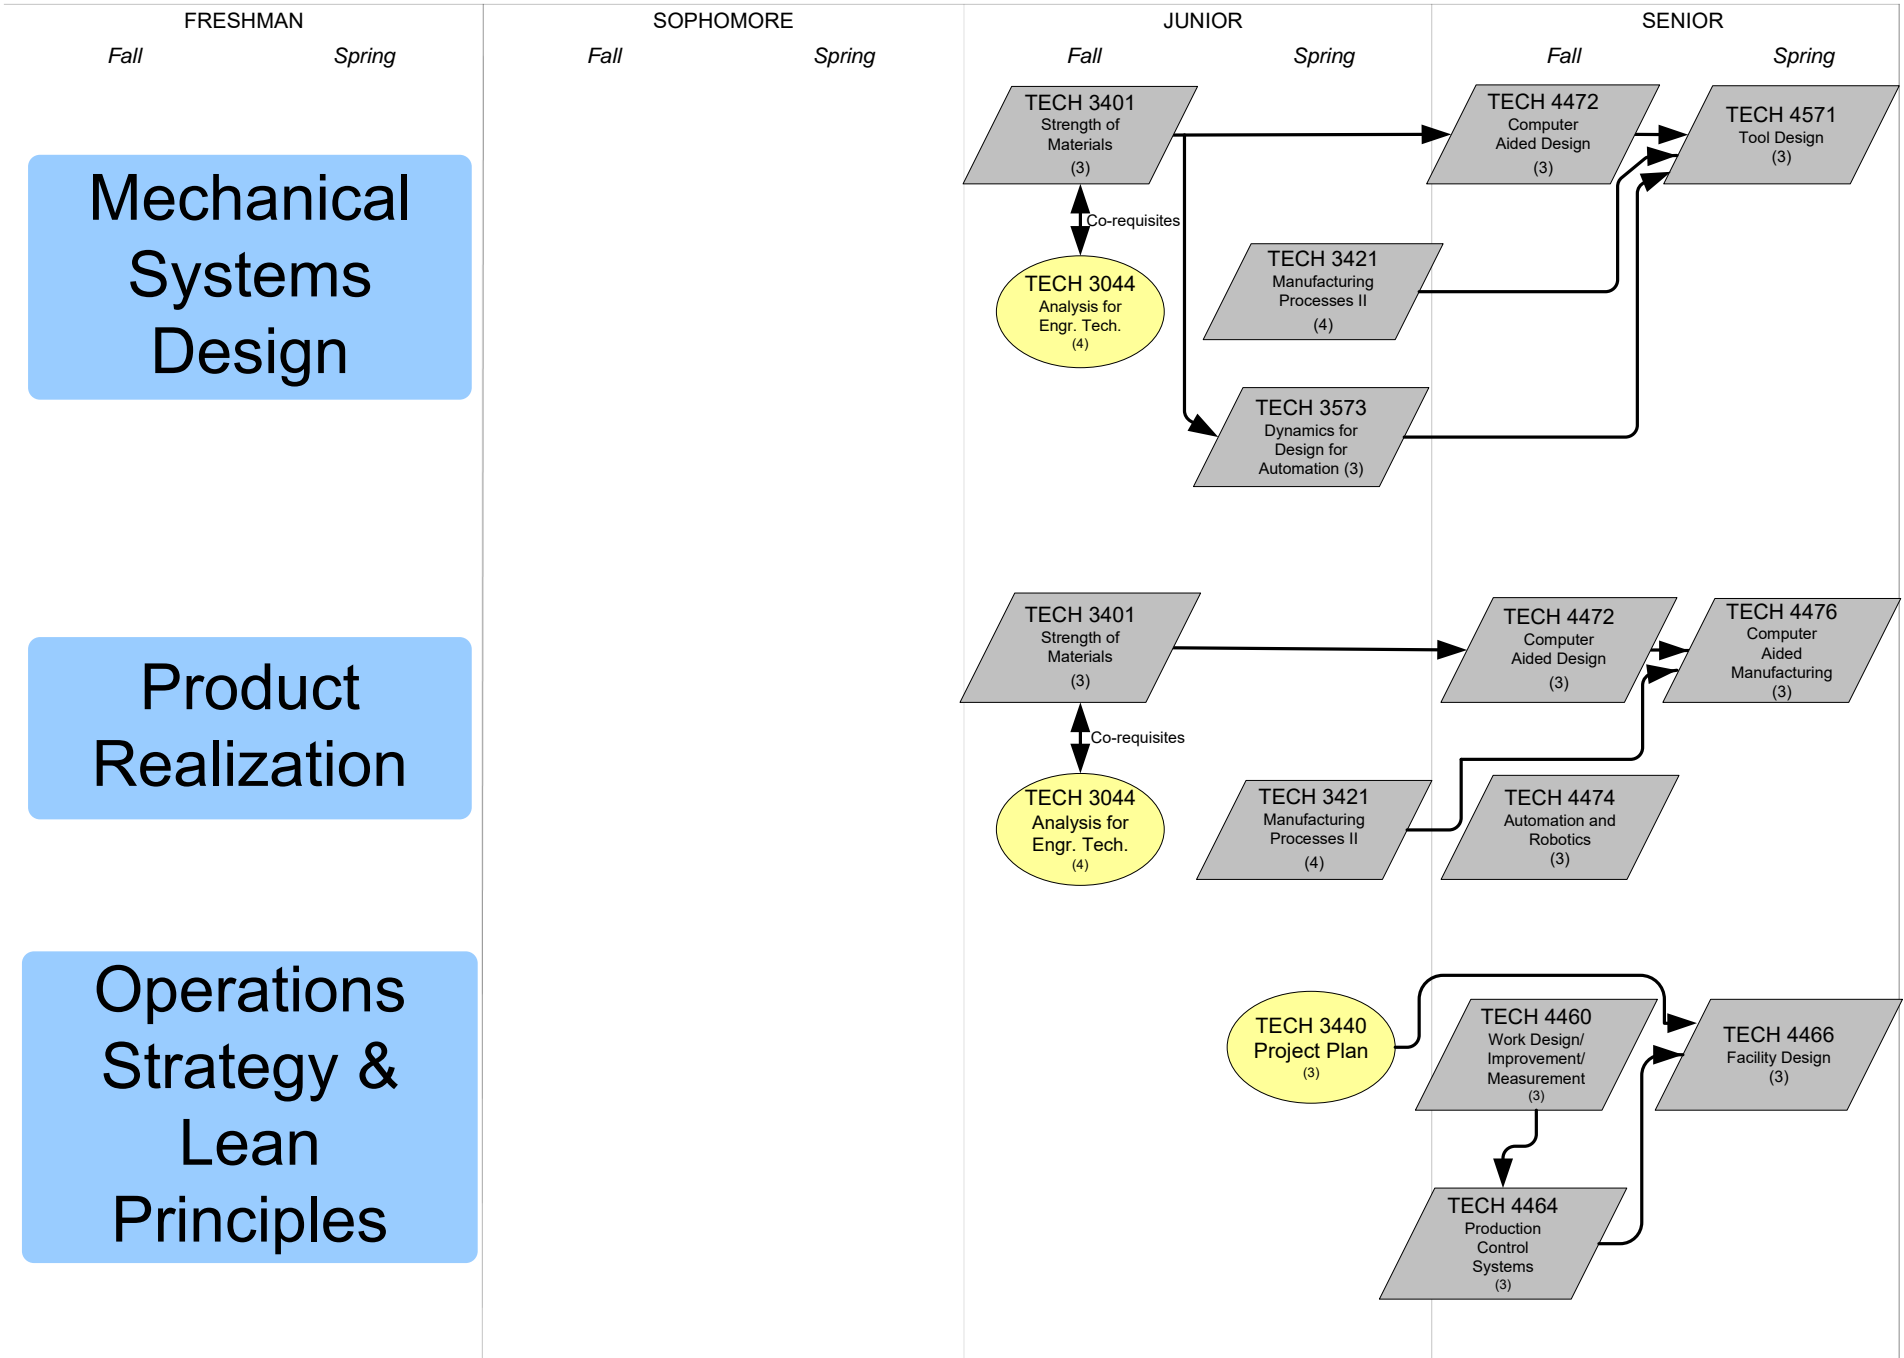 FRESHMAN
SOPHOMORE
JUNIOR
SENIOR
Fall
Spring
Fall
Spring
Fall
Spring
Fall
Spring
Mechanical
Systems
Design
TECH 3401
Strength of
Materials
(3)
Co-requisites
TECH 3044
Analysis for
Engr. Tech.
(4)
TECH 3421
Manufacturing
Processes II
(4)
TECH 3573
Dynamics for
Design for
Automation (3)
TECH 4472
Computer
Aided Design
(3)
TECH 4571
Tool Design
(3)
Product
Realization
TECH 3401
Strength of
Materials
(3)
Co-requisites
TECH 3044
Analysis for
Engr. Tech.
(4)
TECH 3421
Manufacturing
Processes II
(4)
TECH 4472
Computer
Aided Design
(3)
TECH 4474
Automation and
Robotics
(3)
TECH 4476
Computer
Aided
Manufacturing
(3)
Operations
Strategy &
Lean
Principles
TECH 3440
Project Plan
(3)
TECH 4460
Work Design/
Improvement/
Measurement
(3)
TECH 4464
Production
Control
Systems
(3)
TECH 4466
Facility Design
(3)